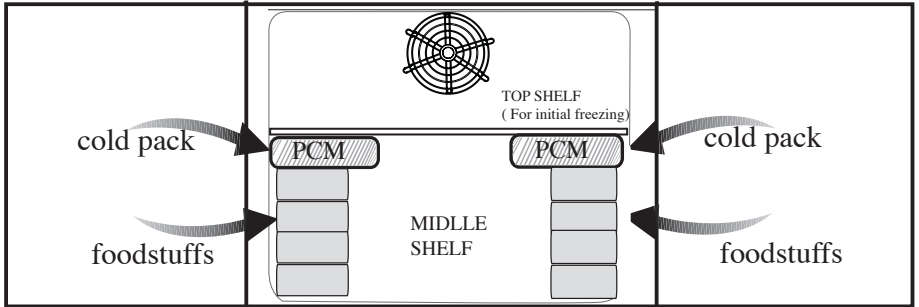 TOP SHELF
( For initial freezing)
cold pack
PCM
PCM
cold pack
MIDLLE
SHELF
foodstuffs
foodstuffs